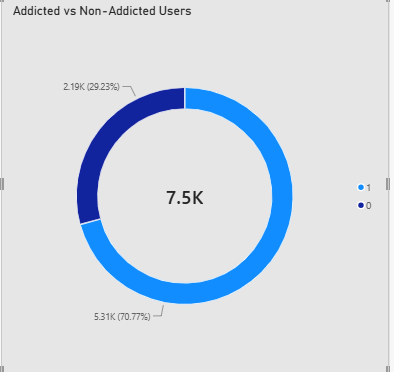 Addicted vs Non-Addicted Users
2.19K (29.23%)
7.5K
1
0
5.31K (70.77%)